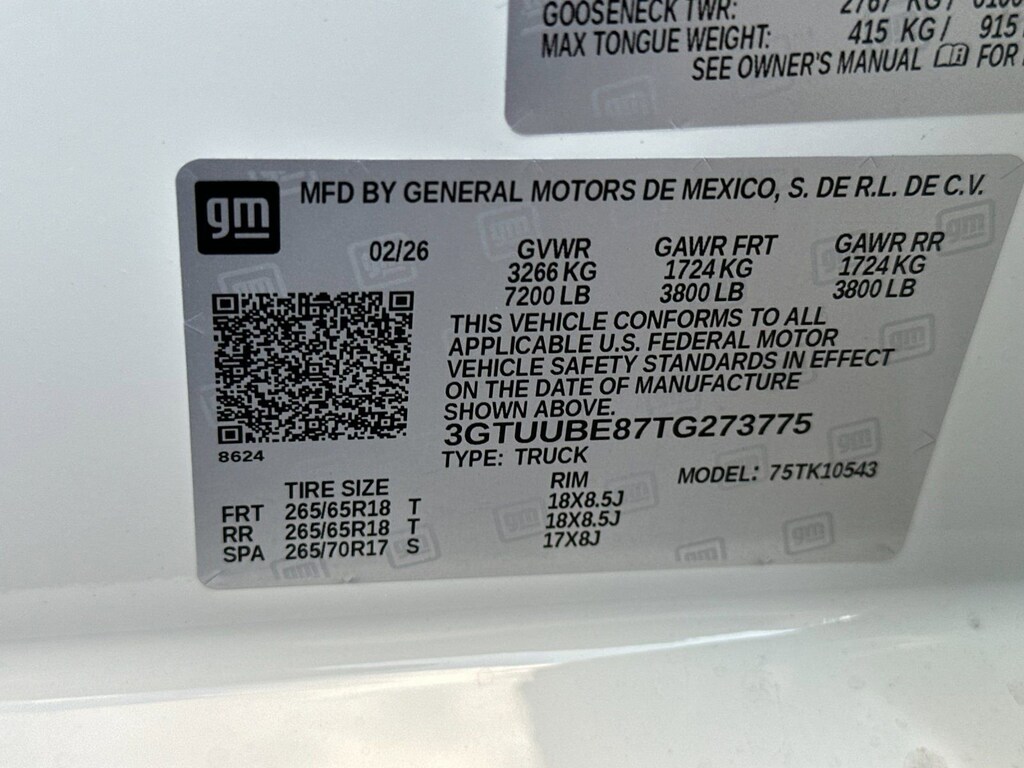 GOOSENECK TWR: 2767 KG /
MAX TONGUE WEIGHT: 415 KG / 915
SEE OWNER'S MANUAL FOR
gm
MFD BY GENERAL MOTORS DE MEXICO, S. DE R.L. DE C.V.
02/26 GVWR GAWR FRT GAWR RR
3266 KG 1724 KG 1724 KG
7200 LB 3800 LB 3800 LB
THIS VEHICLE CONFORMS TO ALL
APPLICABLE U.S. FEDERAL MOTOR
VEHICLE SAFETY STANDARDS IN EFFECT
ON THE DATE OF MANUFACTURE
SHOWN ABOVE.
3GTUUBE87TG273775
8624
TYPE: TRUCK MODEL: 75TK10543
TIRE SIZE RIM
FRT 265/65R18 T 18X8.5J
RR 265/65R18 T 18X8.5J
SPA 265/70R17 S 17X8J